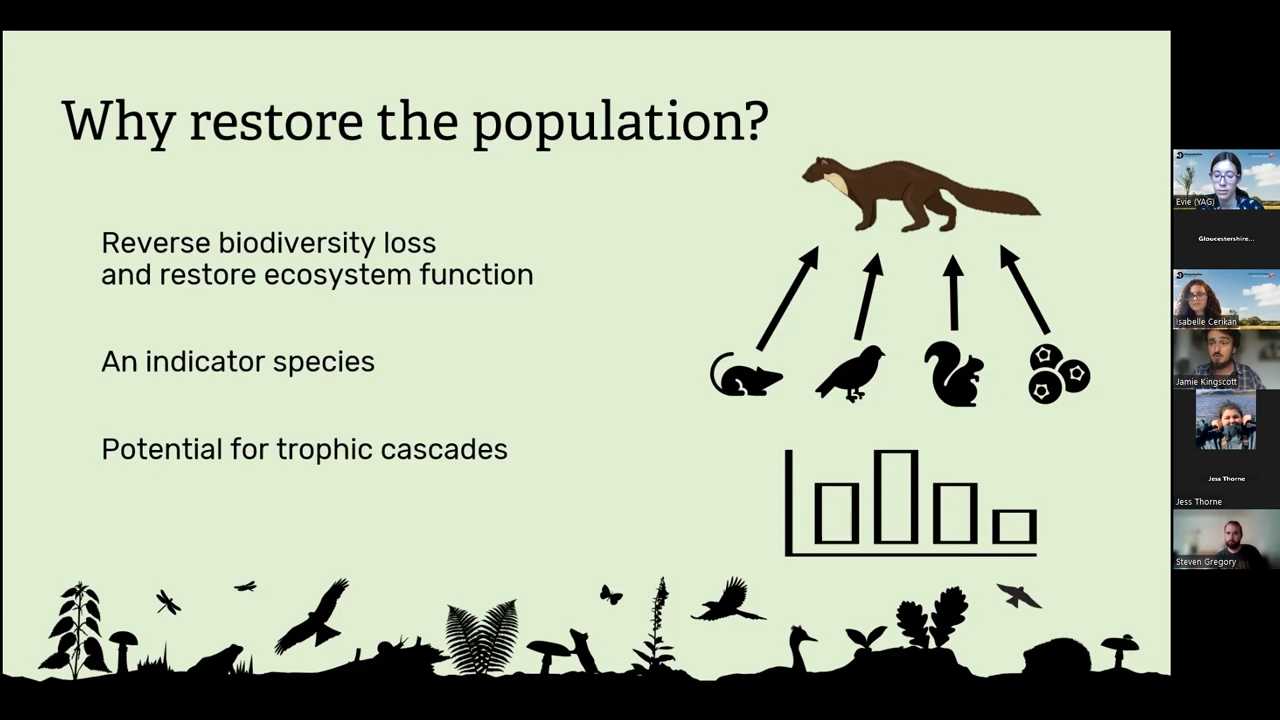 Why restore the population?
Reverse biodiversity loss
and restore ecosystem function
An indicator species
Potential for trophic cascades
Evie (YAG)
Gloucestershire...
Isabelle Cerikan
Jamie Kingscott
Jess Thorne
Jess Thorne
Steven Gregory